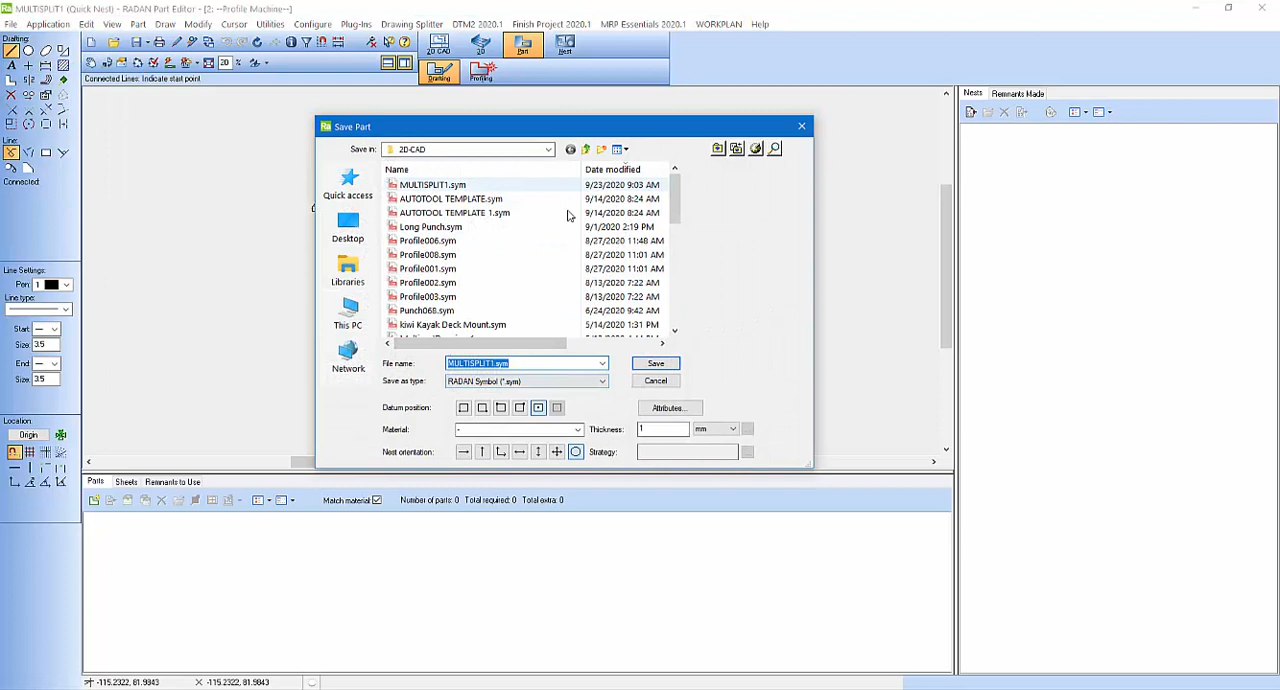 MULTISPLIT1 (Quick Nest) - RADAN Part Editor - [2: --Profile Machine--]
File Application Edit View Part Draw Modify Cursor Utilities Configure Plug-Ins Drawing Splitter DTM2 2020.1 Finish Project 2020.1 MRP Essentials 2020.1 WORKPLAN Help
Drafting:
2D CAD 3D Part Nest
20 %
Drafting Profiling
Connected Lines: Indicate start point
Nests Remnants Made
Line:
Connected:
Line Settings:
Pen: 1
Line type:
Start:
Size: 3.5
End:
Size: 3.5
Location:
Origin
Save Part
Save in: 2D-CAD
Name Date modified
MULTISPLIT1.sym 9/23/2020 9:03 AM
AUTOTOOL TEMPLATE.sym 9/14/2020 8:24 AM
AUTOTOOL TEMPLATE 1.sym 9/14/2020 8:24 AM
Long Punch.sym 9/1/2020 2:19 PM
Profile006.sym 8/27/2020 11:48 AM
Profile008.sym 8/27/2020 11:01 AM
Profile001.sym 8/27/2020 11:01 AM
Profile002.sym 8/13/2020 7:22 AM
Profile003.sym 8/13/2020 7:22 AM
Punch068.sym 6/24/2020 9:42 AM
kiwi Kayak Deck Mount.sym 5/14/2020 1:31 PM
Quick access
Desktop
Libraries
This PC
Network
File name: MULTISPLIT1.sym Save
Save as type: RADAN Symbol (*.sym) Cancel
Datum position: Attributes...
Material: - Thickness: 1 mm
Nest orientation: Strategy:
Parts Sheets Remnants to Use
Match material Number of parts: 0 Total required: 0 Total extra: 0
-115.2322, 81.9843 -115.2322, 81.9843